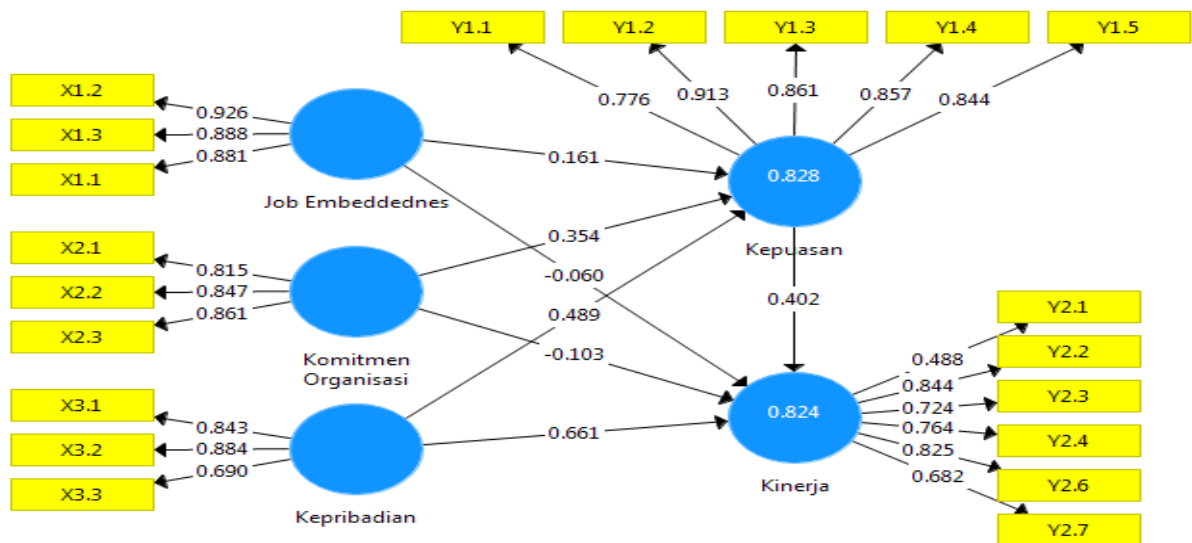 Y1.1
Y1.2
Y1.3
Y1.4
Y1.5
X1.2
X1.3
X1.1
0.926
0.888
0.881
0.776
0.913
0.861
0.857
0.844
Job Embeddednes
0.161
0.828
Kepuasan
X2.1
X2.2
X2.3
0.815
0.847
0.861
Komitmen
Organisasi
0.354
-0.060
0.489
-0.103
0.402
X3.1
X3.2
X3.3
0.843
0.884
0.690
Kepribadian
0.661
0.824
Kinerja
0.488
0.844
0.724
0.764
0.825
0.682
Y2.1
Y2.2
Y2.3
Y2.4
Y2.6
Y2.7